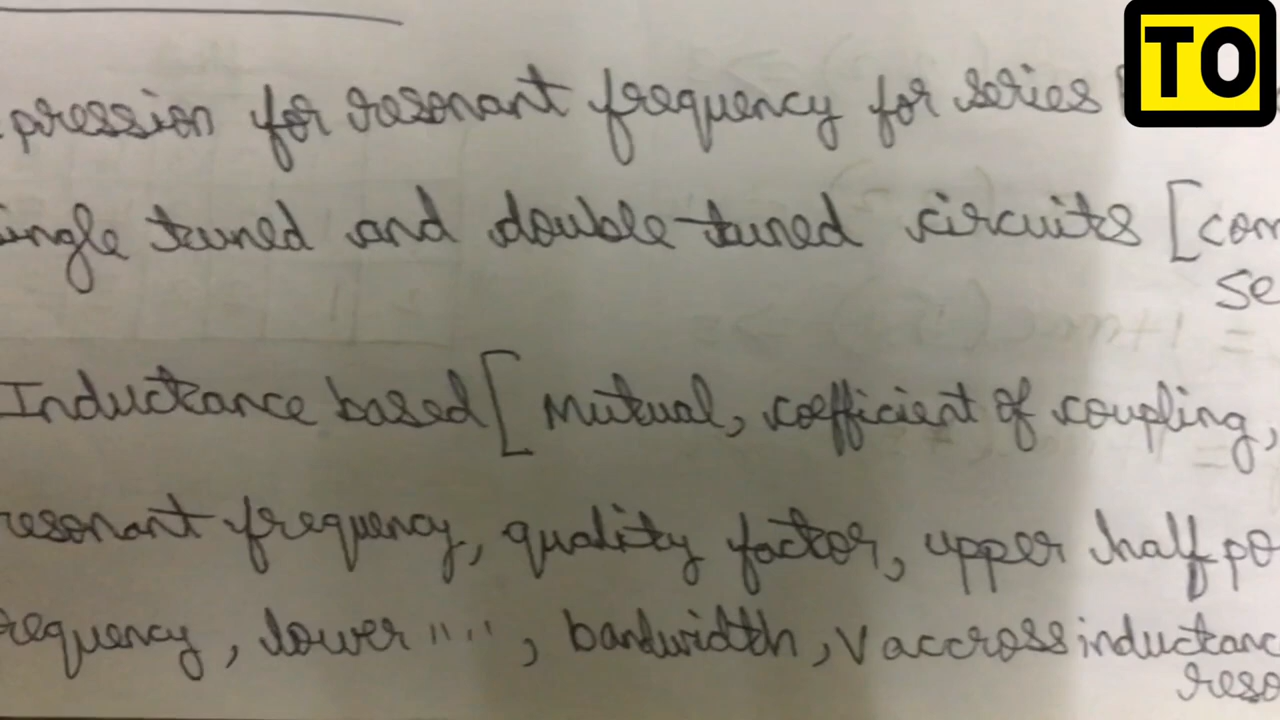 TO
pression for resonant frequency for series
ingle tuned and double tuned circuits [con
se
Inductance based [Mutual, coefficient of coupling,
resonant frequency, quality factor, upper half po
requency, lower "" '', bandwidth, V accross inductanc
reso